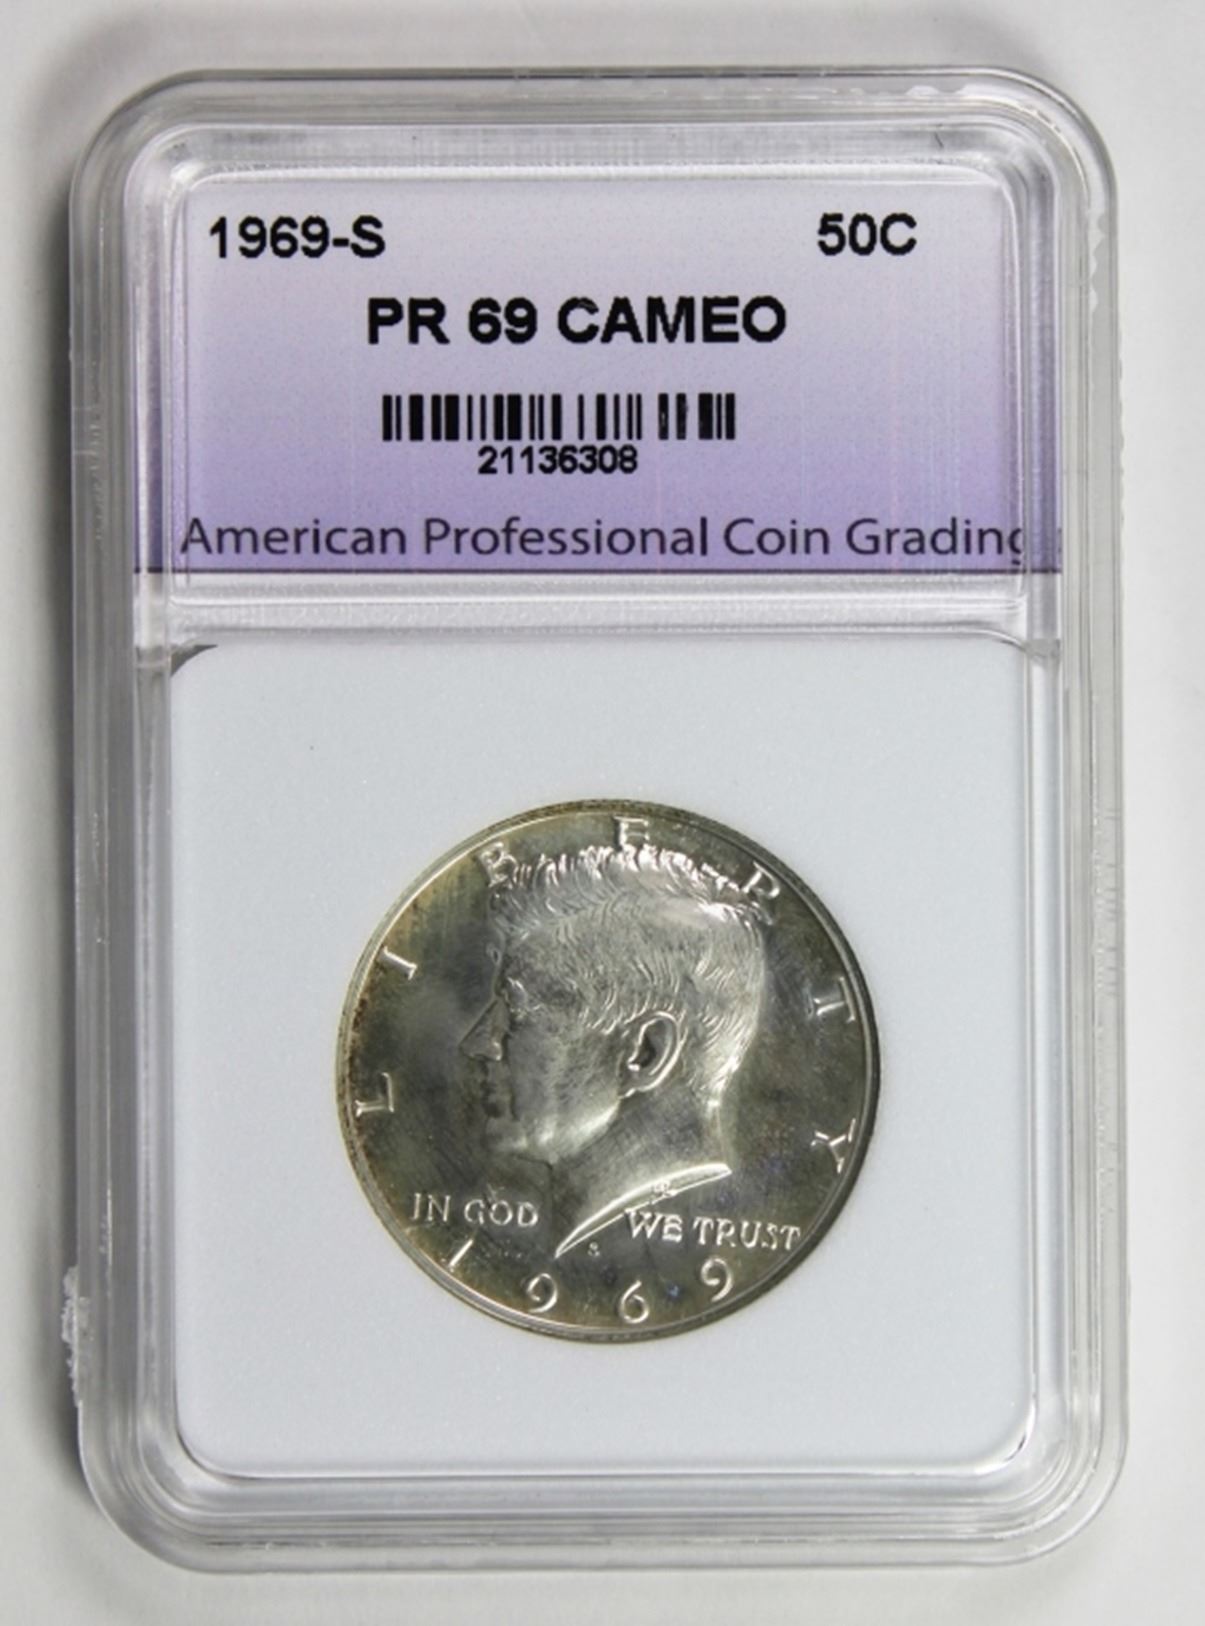 1969-S 50C
PR 69 CAMEO
21136308
American Professional Coin Grading
LIBERTY
IN GOD WE TRUST
S
1969